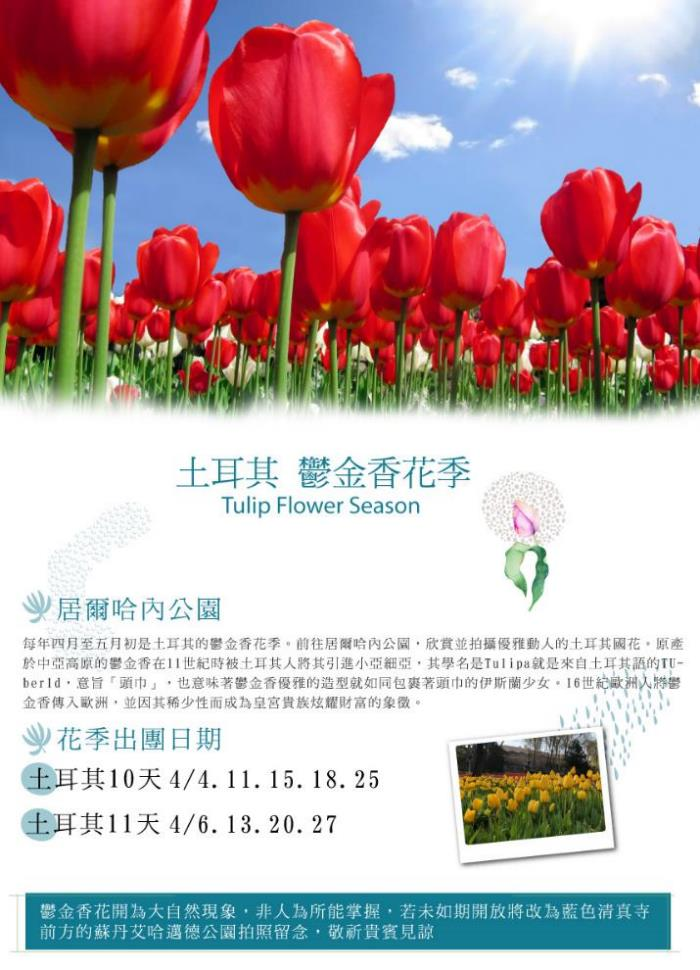 土耳其 鬱金香花季
Tulip Flower Season
居爾哈內公園
每年四月至五月初是土耳其的鬱金香花季。前往居爾哈內公園，欣賞並拍攝優雅動人的土耳其國花。原產
於中亞高原的鬱金香在11世紀時被土耳其人將其引進小亞細亞，其學名是Tulipa就是來自土耳其語的TU-
berld，意旨「頭巾」，也意味著鬱金香優雅的造型就如同包裹著頭巾的伊斯蘭少女。16世紀歐洲人將鬱
金香傳入歐洲，並因其稀少性而成為皇宮貴族炫耀財富的象徵。
花季出團日期
土耳其10天 4/4.11.15.18.25
土耳其11天 4/6.13.20.27
鬱金香花開為大自然現象，非人為所能掌握，若未如期開放將改為藍色清真寺
前方的蘇丹艾哈邁德公園拍照留念，敬祈貴賓見諒